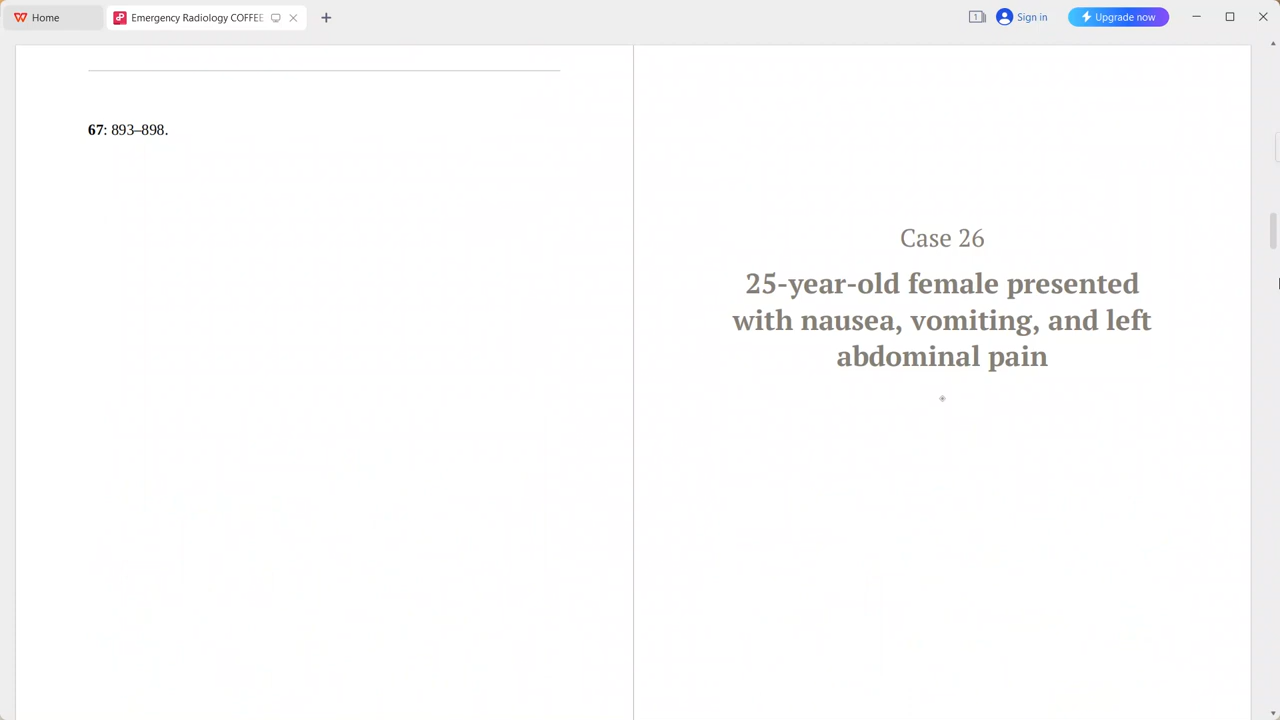 Home
Emergency Radiology COFFEE
1
Sign in
Upgrade now
67: 893–898.
Case 26
25-year-old female presented
with nausea, vomiting, and left
abdominal pain